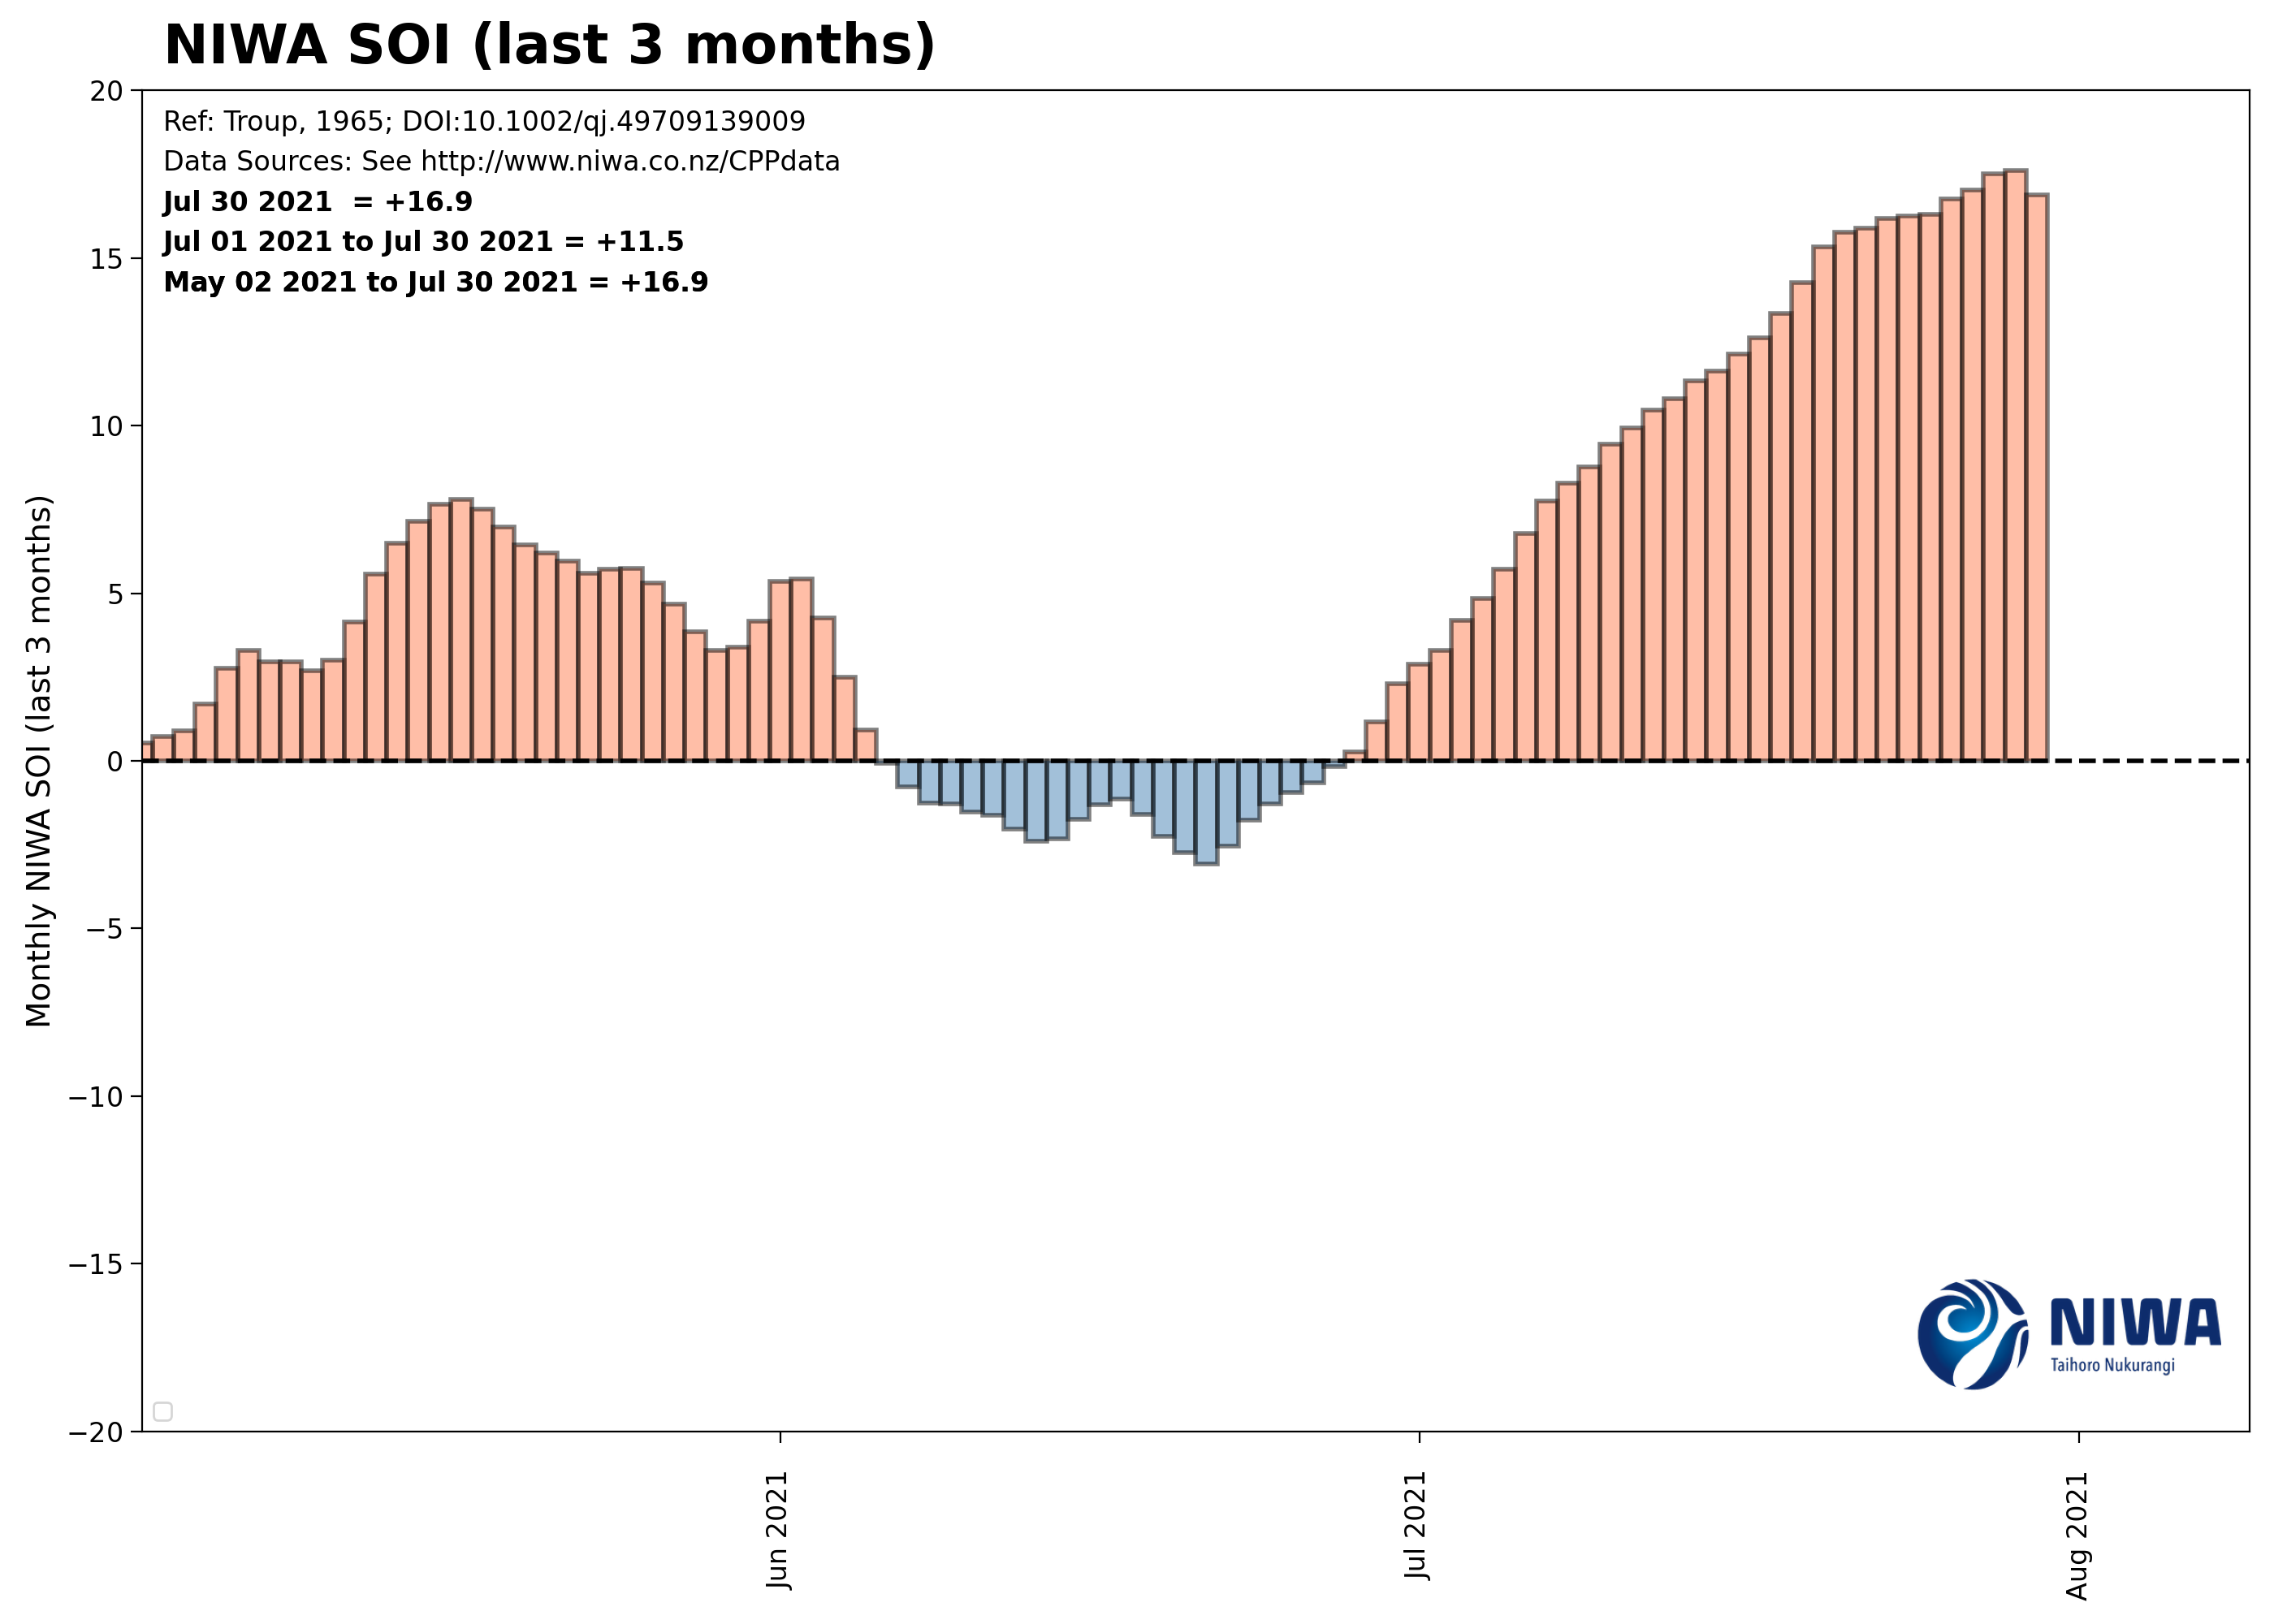 NIWA SOI (last 3 months)
Ref: Troup, 1965; DOI:10.1002/qj.49709139009
Data Sources: See http://www.niwa.co.nz/CPPdata
Jul 30 2021  = +16.9
Jul 01 2021 to Jul 30 2021 = +11.5
May 02 2021 to Jul 30 2021 = +16.9
Monthly NIWA SOI (last 3 months)
20
15
10
5
0
−5
−10
−15
−20
NIWA
Taihoro Nukurangi
Jun 2021
Jul 2021
Aug 2021